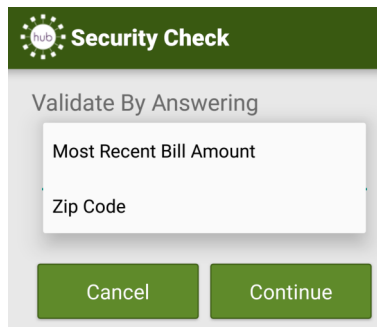 hub Security Check
Validate By Answering
Most Recent Bill Amount
Zip Code
Cancel Continue